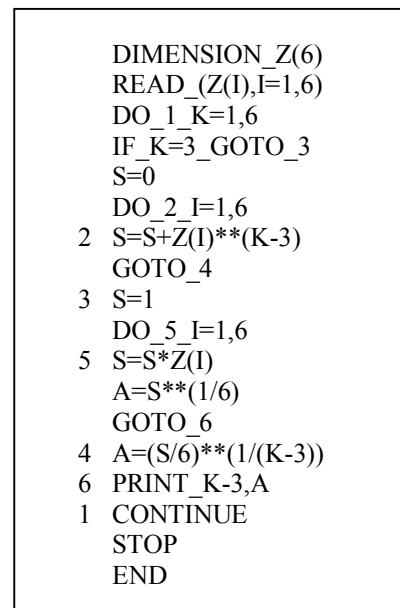 DIMENSION_Z(6)
READ_(Z(I),I=1,6)
DO_1_K=1,6
IF_K=3_GOTO_3
S=0
DO_2_I=1,6
2 S=S+Z(I)**(K-3)
GOTO_4
3 S=1
DO_5_I=1,6
5 S=S*Z(I)
A=S**(1/6)
GOTO_6
4 A=(S/6)**(1/(K-3))
6 PRINT_K-3,A
1 CONTINUE
STOP
END